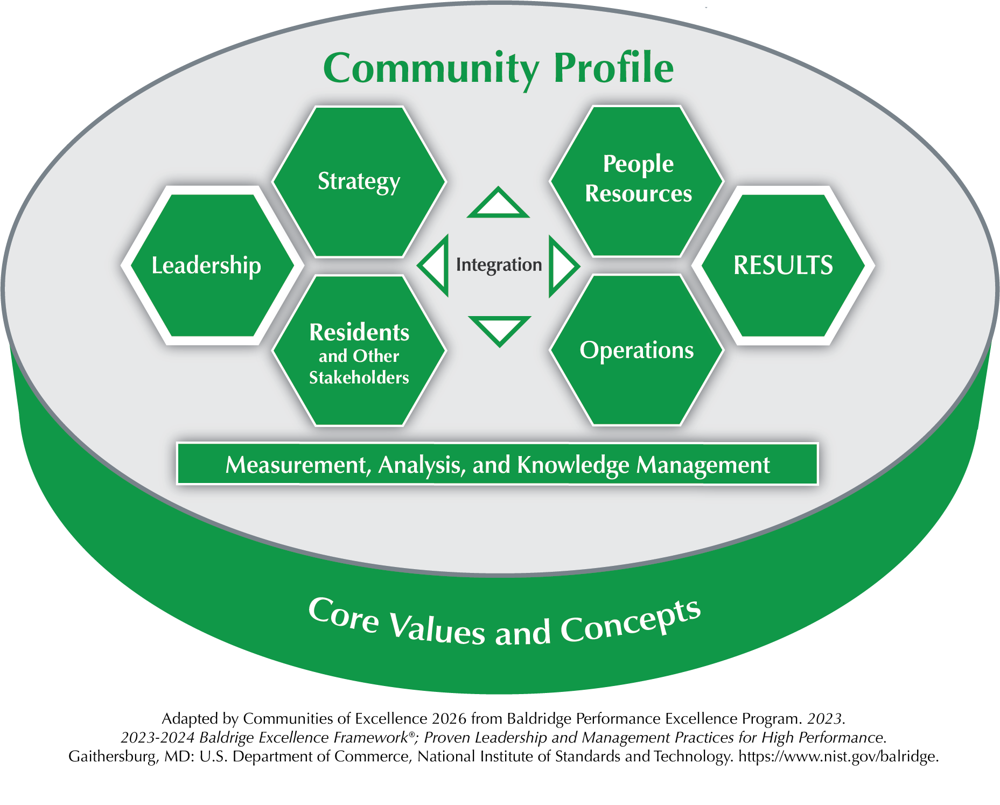 Community Profile
Strategy
People
Resources
Leadership
Integration
RESULTS
Residents
and Other
Stakeholders
Operations
Measurement, Analysis, and Knowledge Management
Core Values and Concepts
Adapted by Communities of Excellence 2026 from Baldridge Performance Excellence Program. 2023.
2023-2024 Baldrige Excellence Framework®; Proven Leadership and Management Practices for High Performance.
Gaithersburg, MD: U.S. Department of Commerce, National Institute of Standards and Technology. https://www.nist.gov/balridge.